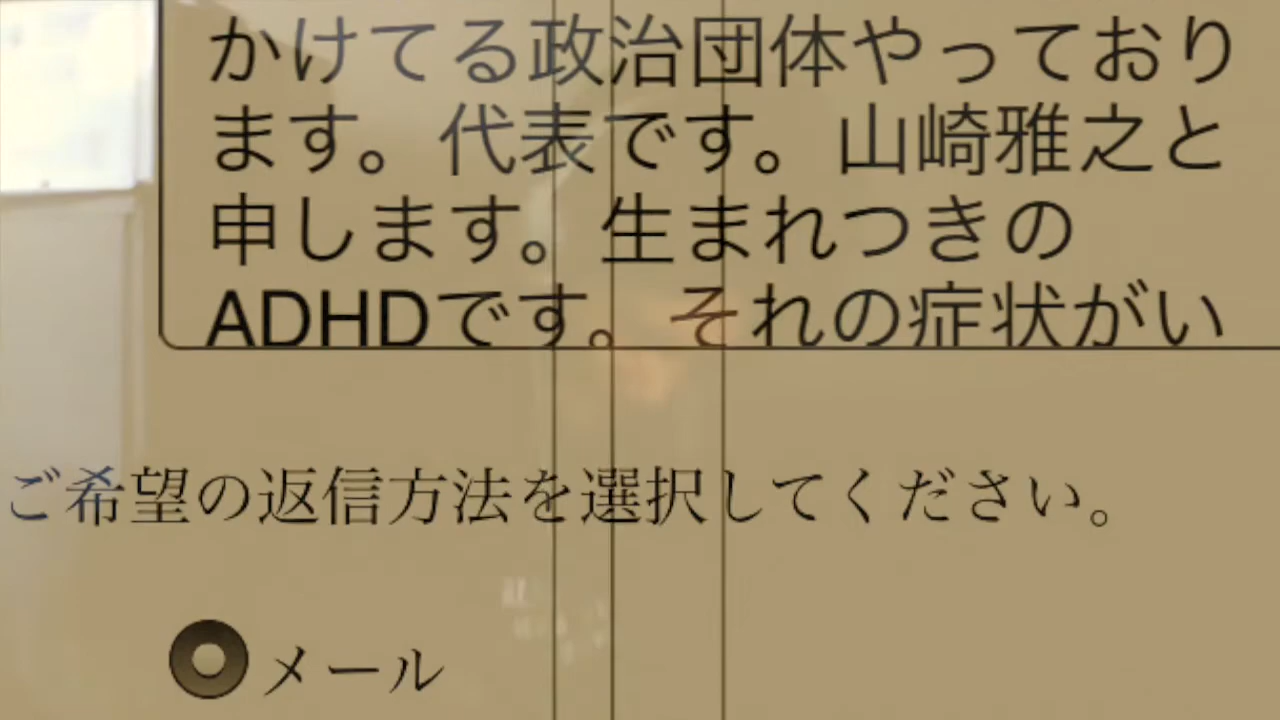 かけてる政治団体やっており
ます。代表です。山崎雅之と
申します。生まれつきの
ADHDです。それの症状がい
ご希望の返信方法を選択してください。
メール